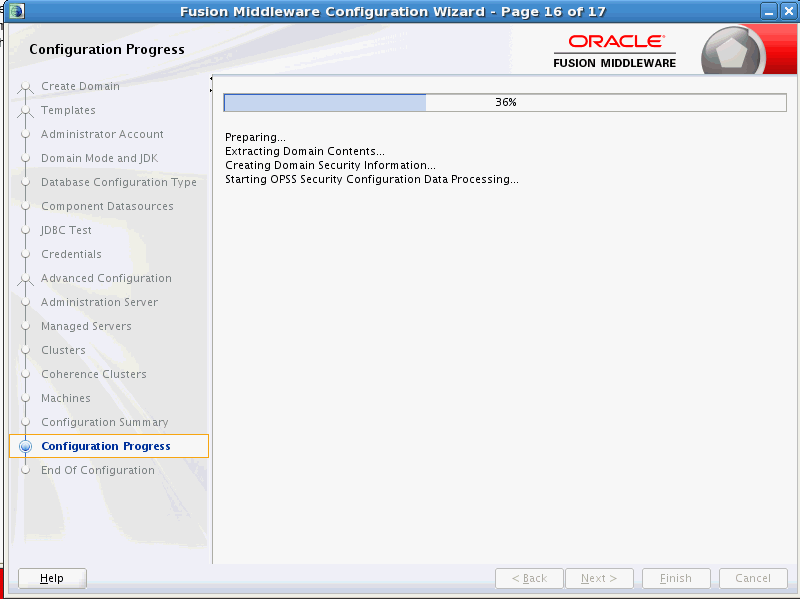 Fusion Middleware Configuration Wizard - Page 16 of 17
Configuration Progress
ORACLE
FUSION MIDDLEWARE
Create Domain
Templates
Administrator Account
Domain Mode and JDK
Database Configuration Type
Component Datasources
JDBC Test
Credentials
Advanced Configuration
Administration Server
Managed Servers
Clusters
Coherence Clusters
Machines
Configuration Summary
Configuration Progress
End Of Configuration
36%
Preparing...
Extracting Domain Contents...
Creating Domain Security Information...
Starting OPSS Security Configuration Data Processing...
Help
< Back
Next >
Finish
Cancel